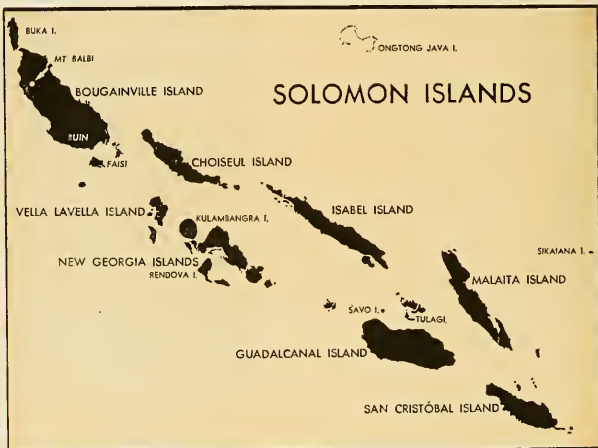 BUKA I.
MT BALBI
ONGTONG JAVA I.
BOUGAINVILLE ISLAND
SOLOMON ISLANDS
BUIN
FAISI
CHOISEUL ISLAND
VELLA LAVELLA ISLAND
KULAMBANGRA I.
ISABEL ISLAND
NEW GEORGIA ISLANDS
RENDOVA I.
SIKAIANA I.
MALAITA ISLAND
SAVO I.
TULAGI
GUADALCANAL ISLAND
SAN CRISTÓBAL ISLAND